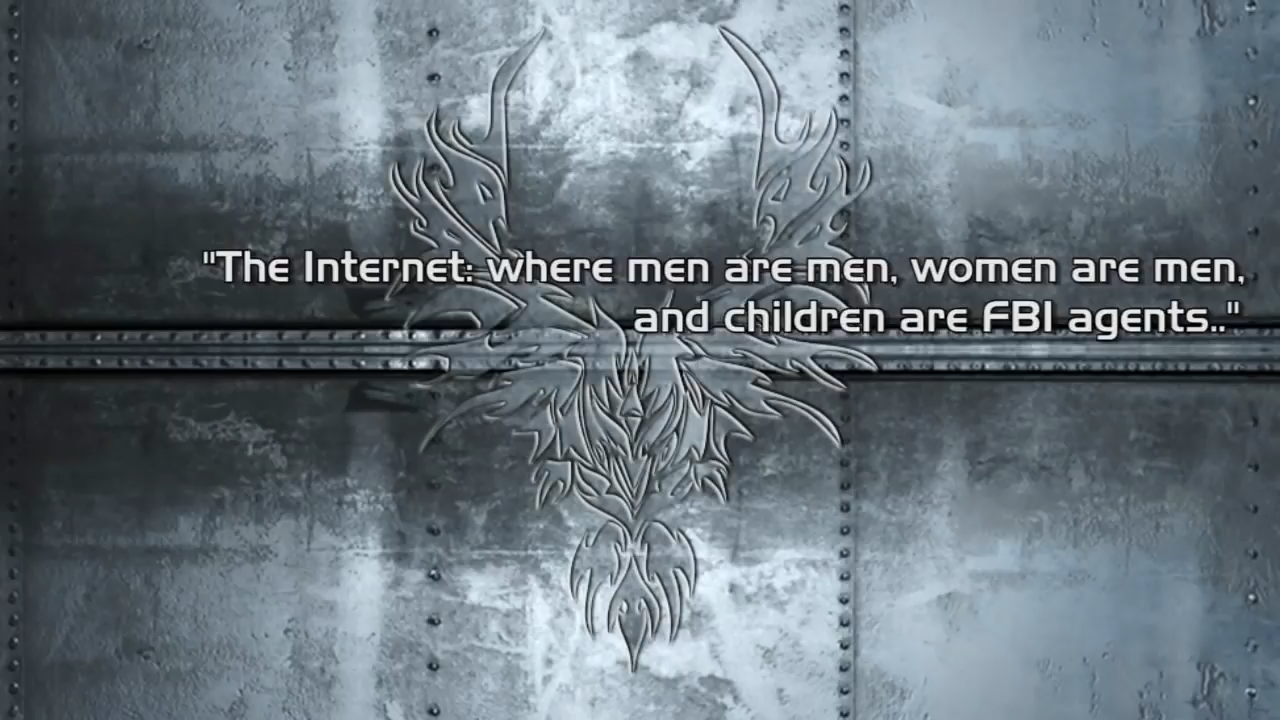 "The Internet: where men are men, women are men,
and children are FBI agents.."